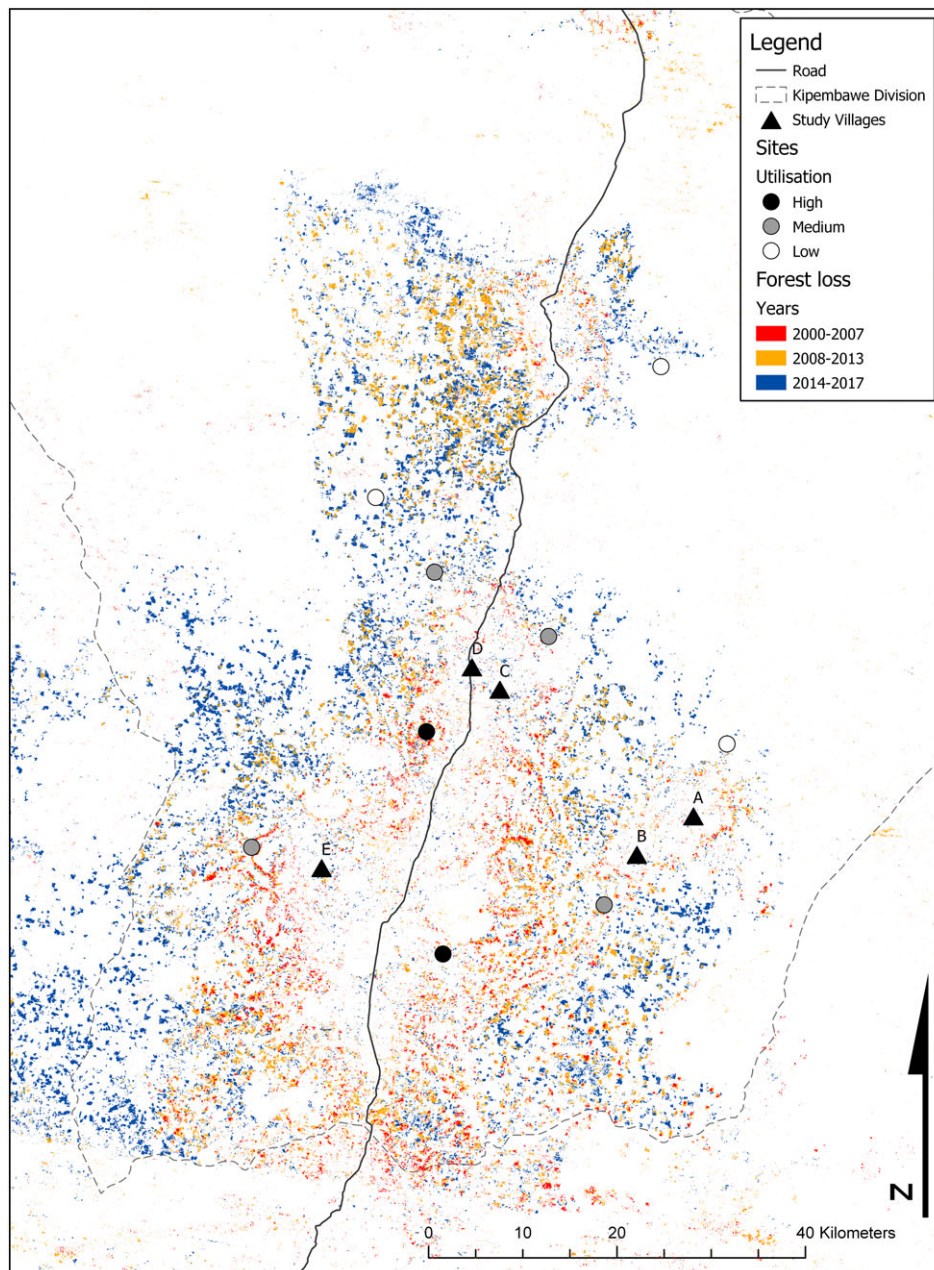 Legend
Road
Kipembawe Division
Study Villages
Sites
Utilisation
High
Medium
Low
Forest loss
Years
2000-2007
2008-2013
2014-2017
D
C
A
B
E
N
0 10 20 40 Kilometers